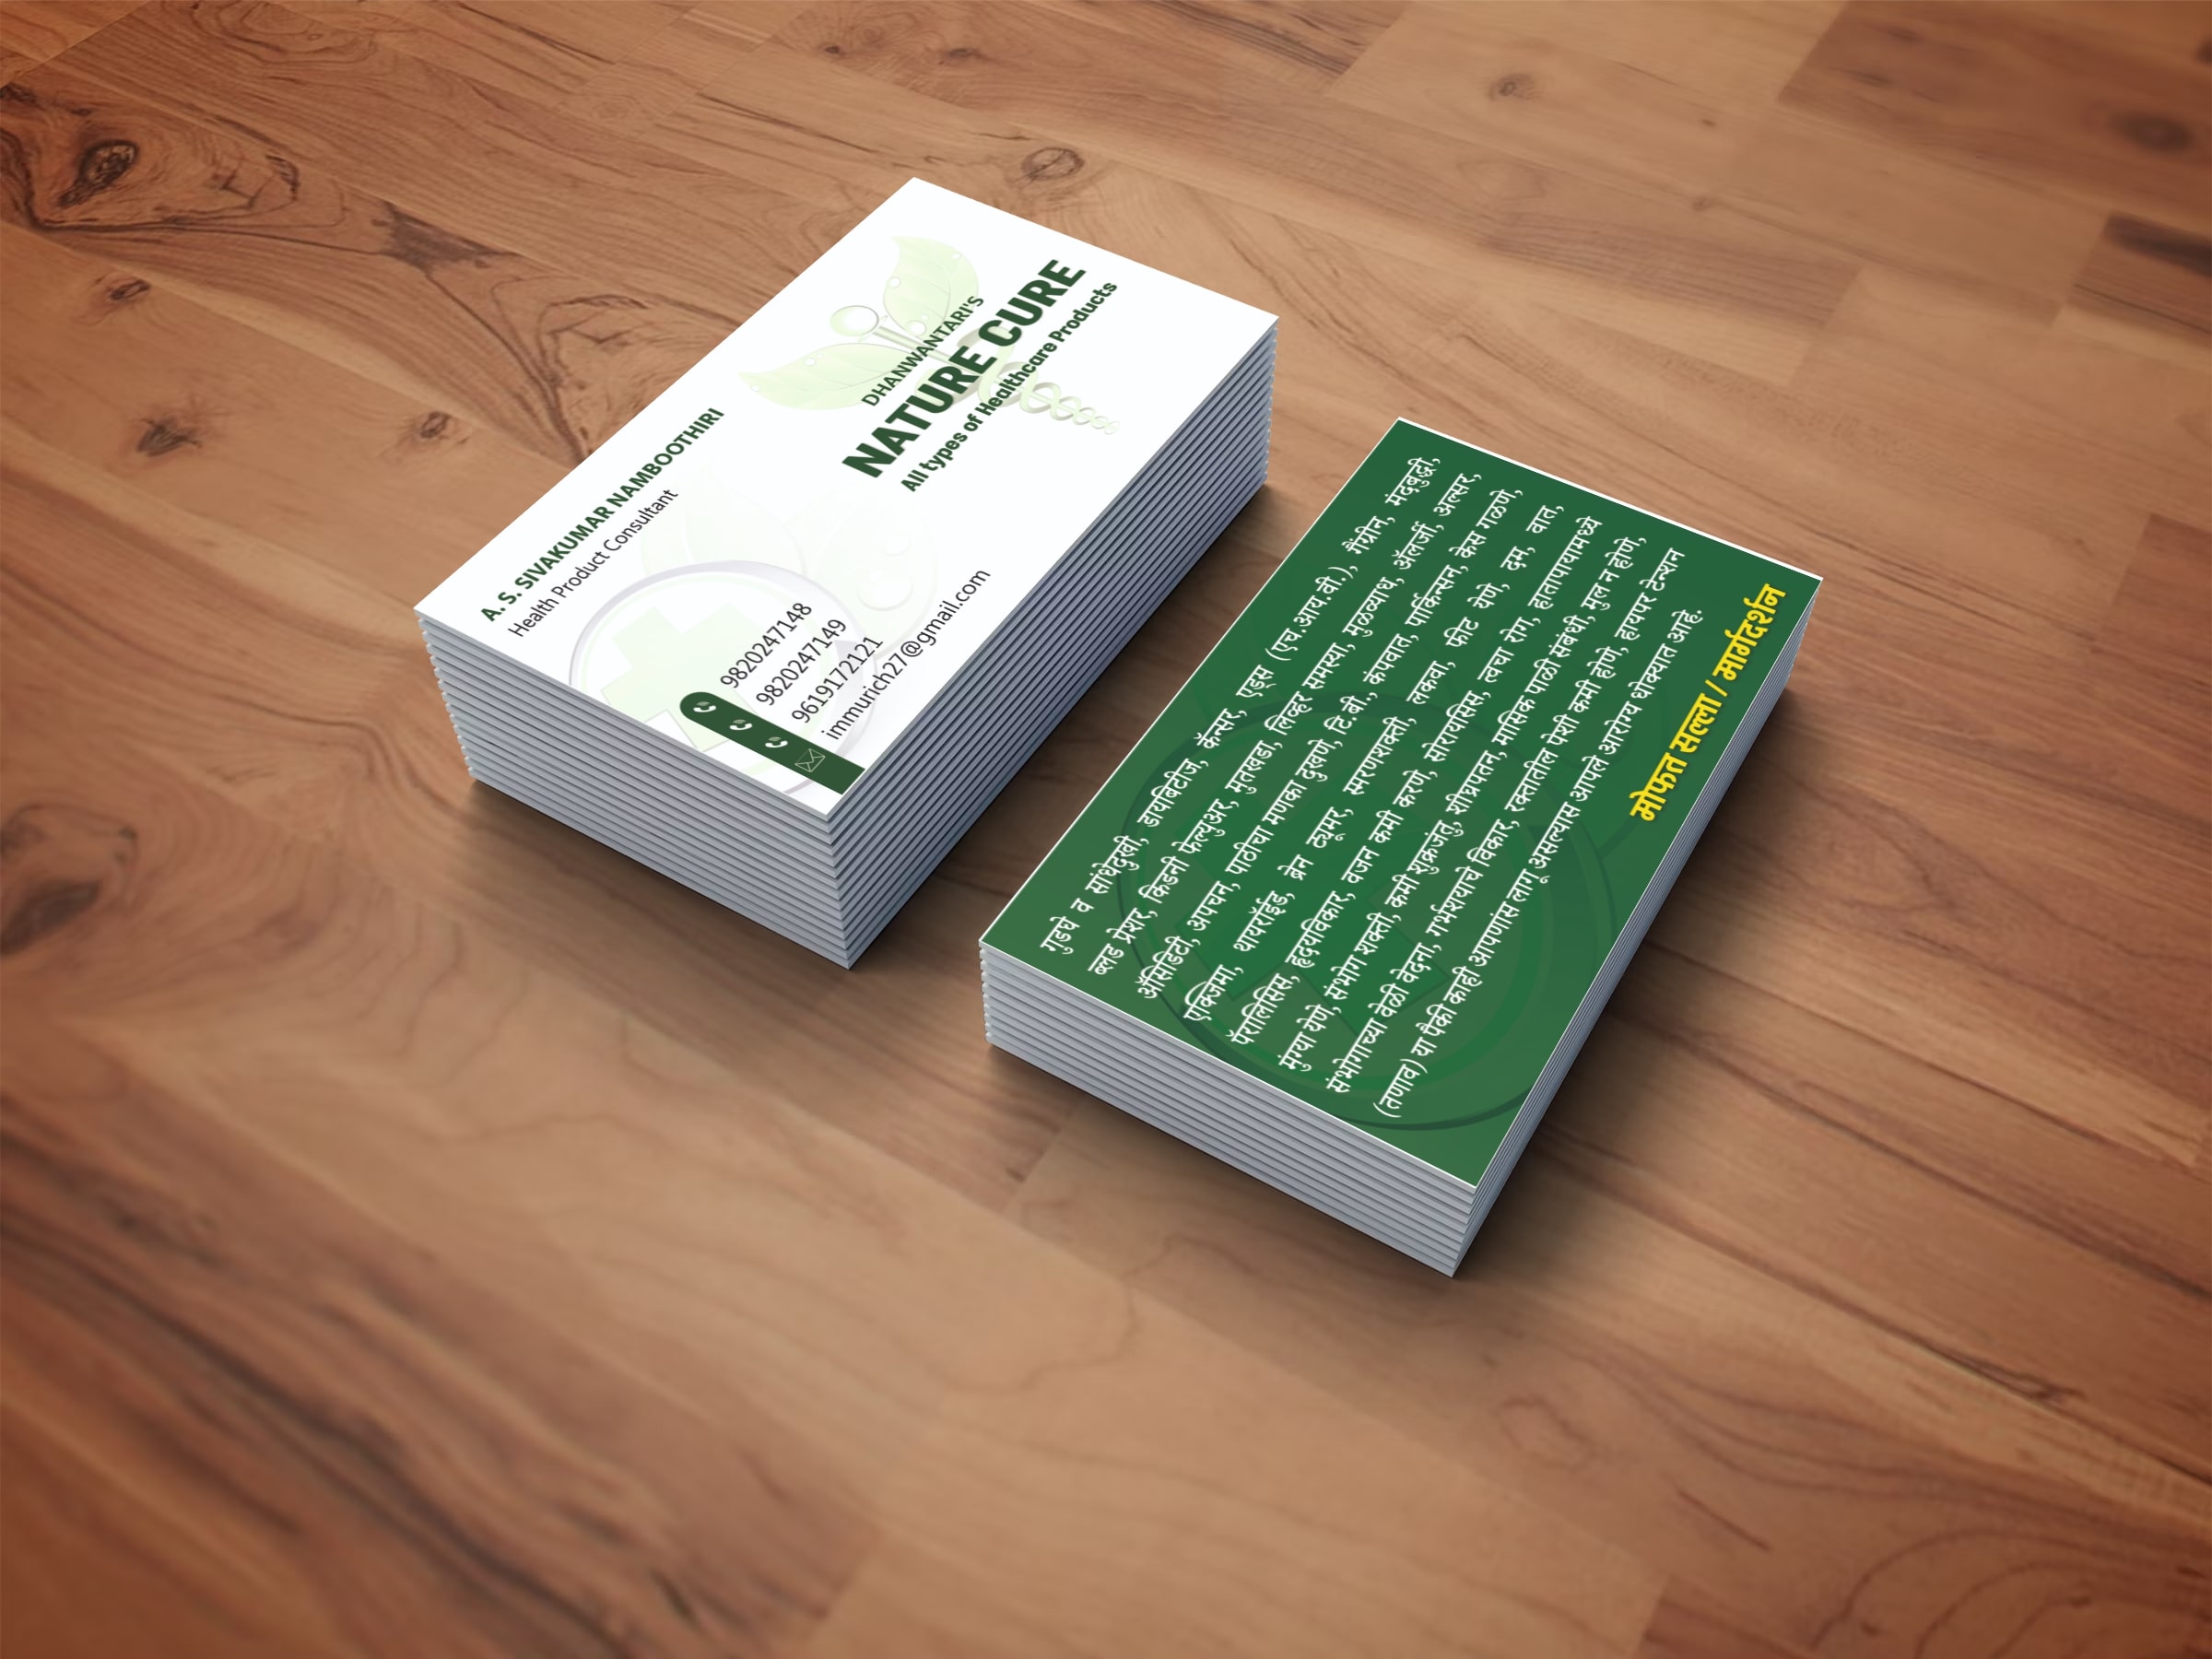 A. S. SIVAKUMAR NAMBOOTHIRI
Health Product Consultant
DHANWANTARI'S
NATURE CURE
All types of Healthcare Products
9820247148
9820247149
9619172121
immurich27@gmail.com
गुडघे व सांधेदुखी, डायबिटीज, कॅन्सर, एड्स (एच.आय.वी.), गँग्रीन, मंदबुद्धी,
ब्लड प्रेशर, किडनी फेल्युअर, मुतखडा, लिव्हर समस्या, मुळव्याध, ॲलर्जी, अल्सर,
ॲसिडिटी, अपचन, पाठीचा मणका दुखणे, टि.बी., कंपवात, पार्किन्सन, केस गळणे,
एक्जिमा, थायरॉईड, ब्रेन ट्यूमर, स्मरणशक्ती, लकवा, फीट येणे, दम, वात,
पॅरालिसिस, हृदयविकार, वजन कमी करणे, सोरायसिस, त्वचा रोग, हातापायामध्ये
मुंग्या येणे, संभोग शक्ती, कमी शुक्रजंतु, शीघ्रपतन, मासिक पाळी संबंधी, मुल न होणे,
संभोगाच्या वेळी वेदना, गर्भशयाचे विकार, रक्तातील पेशी कमी होणे, हायपर टेन्शन
(तणाव) या पैकी काही आपणांस लागू असल्यास आपले आरोग्य धोक्यात आहे.
मोफत सल्ला / मार्गदर्शन